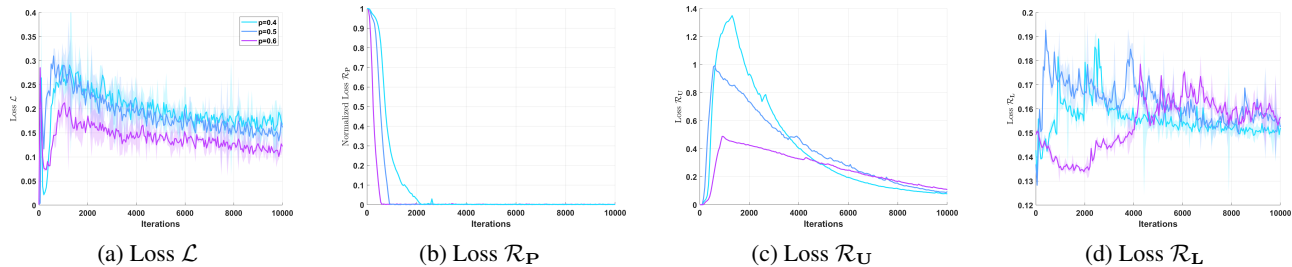 0.4
0.35
0.3
0.25
0.2
0.15
0.1
0.05
0
Loss ℒ
p=0.4
p=0.5
p=0.6
0 2000 4000 6000 8000 10000
Iterations
(a) Loss ℒ
1
0.9
0.8
0.7
0.6
0.5
0.4
0.3
0.2
0.1
0
Normalized Loss ℛP
0 2000 4000 6000 8000 10000
Iterations
(b) Loss ℛP
1.4
1.2
1
0.8
0.6
0.4
0.2
0
Loss ℛU
0 2000 4000 6000 8000 10000
Iterations
(c) Loss ℛU
0.2
0.19
0.18
0.17
0.16
0.15
0.14
0.13
0.12
Loss ℛL
0 2000 4000 6000 8000 10000
Iterations
(d) Loss ℛL